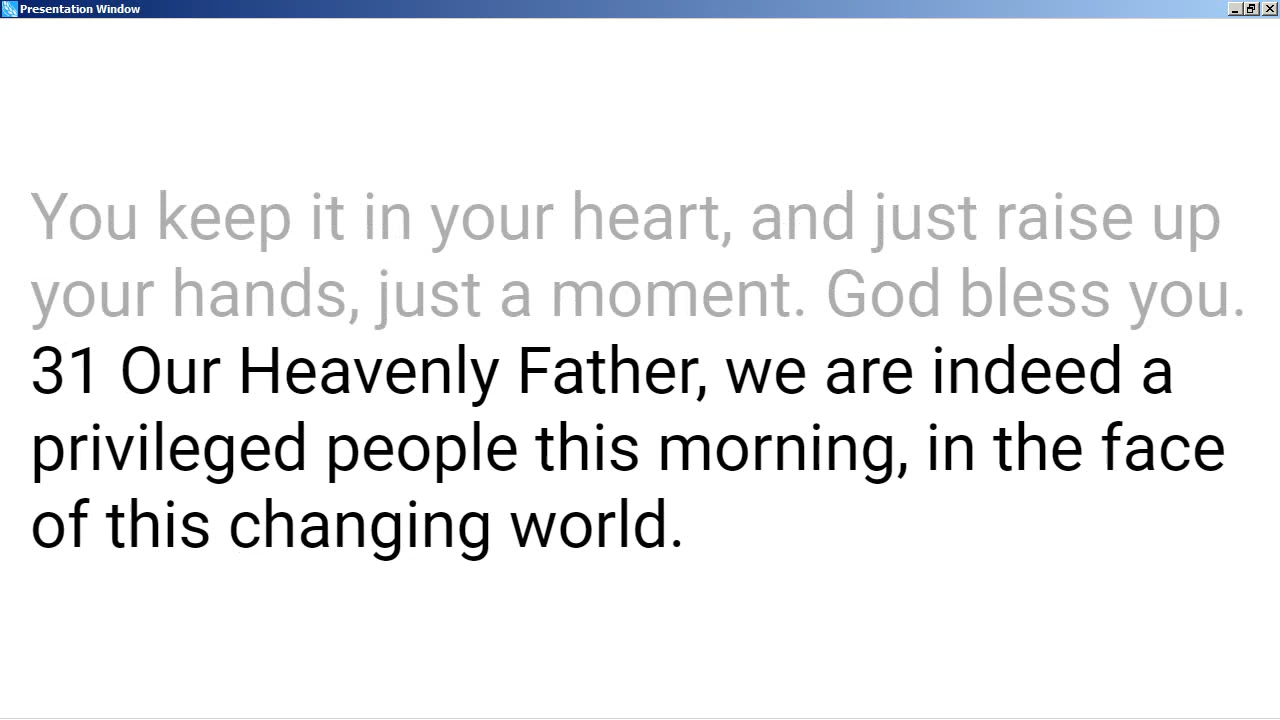 Presentation Window
You keep it in your heart, and just raise up
your hands, just a moment. God bless you.
31 Our Heavenly Father, we are indeed a
privileged people this morning, in the face
of this changing world.